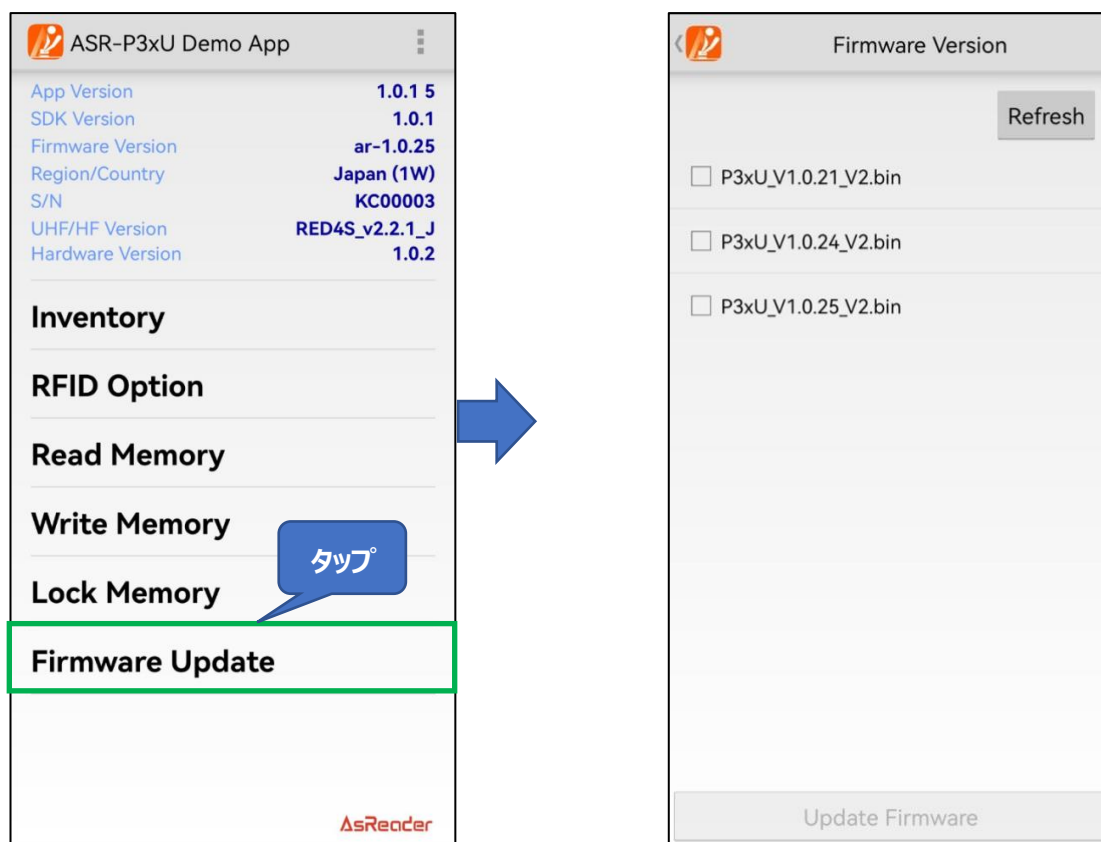 ASR-P3xU Demo App
App Version 1.0.1 5
SDK Version 1.0.1
Firmware Version ar-1.0.25
Region/Country Japan (1W)
S/N KC00003
UHF/HF Version RED4S_v2.2.1_J
Hardware Version 1.0.2
Inventory
RFID Option
Read Memory
Write Memory
タップ
Lock Memory
Firmware Update
AsReader
Firmware Version
Refresh
P3xU_V1.0.21_V2.bin
P3xU_V1.0.24_V2.bin
P3xU_V1.0.25_V2.bin
Update Firmware